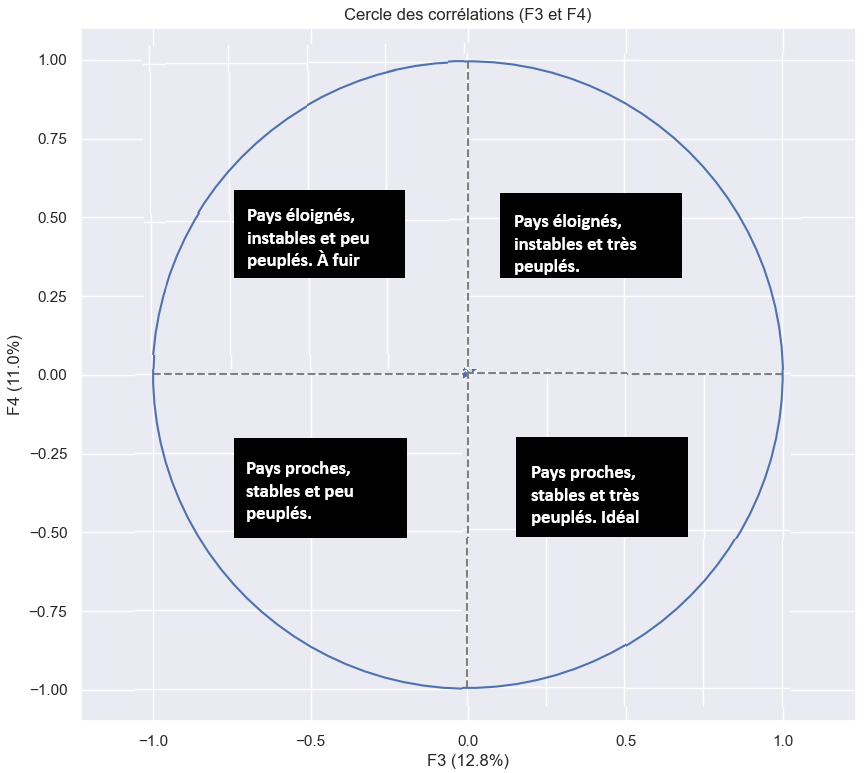 Cercle des corrélations (F3 et F4)
1.00
0.75
0.50
0.25
0.00
−0.25
−0.50
−0.75
−1.00
F4 (11.0%)
Pays éloignés,
instables et peu
peuplés. À fuir
Pays éloignés,
instables et très
peuplés.
Pays proches,
stables et peu
peuplés.
Pays proches,
stables et très
peuplés. Idéal
−1.0
−0.5
0.0
0.5
1.0
F3 (12.8%)